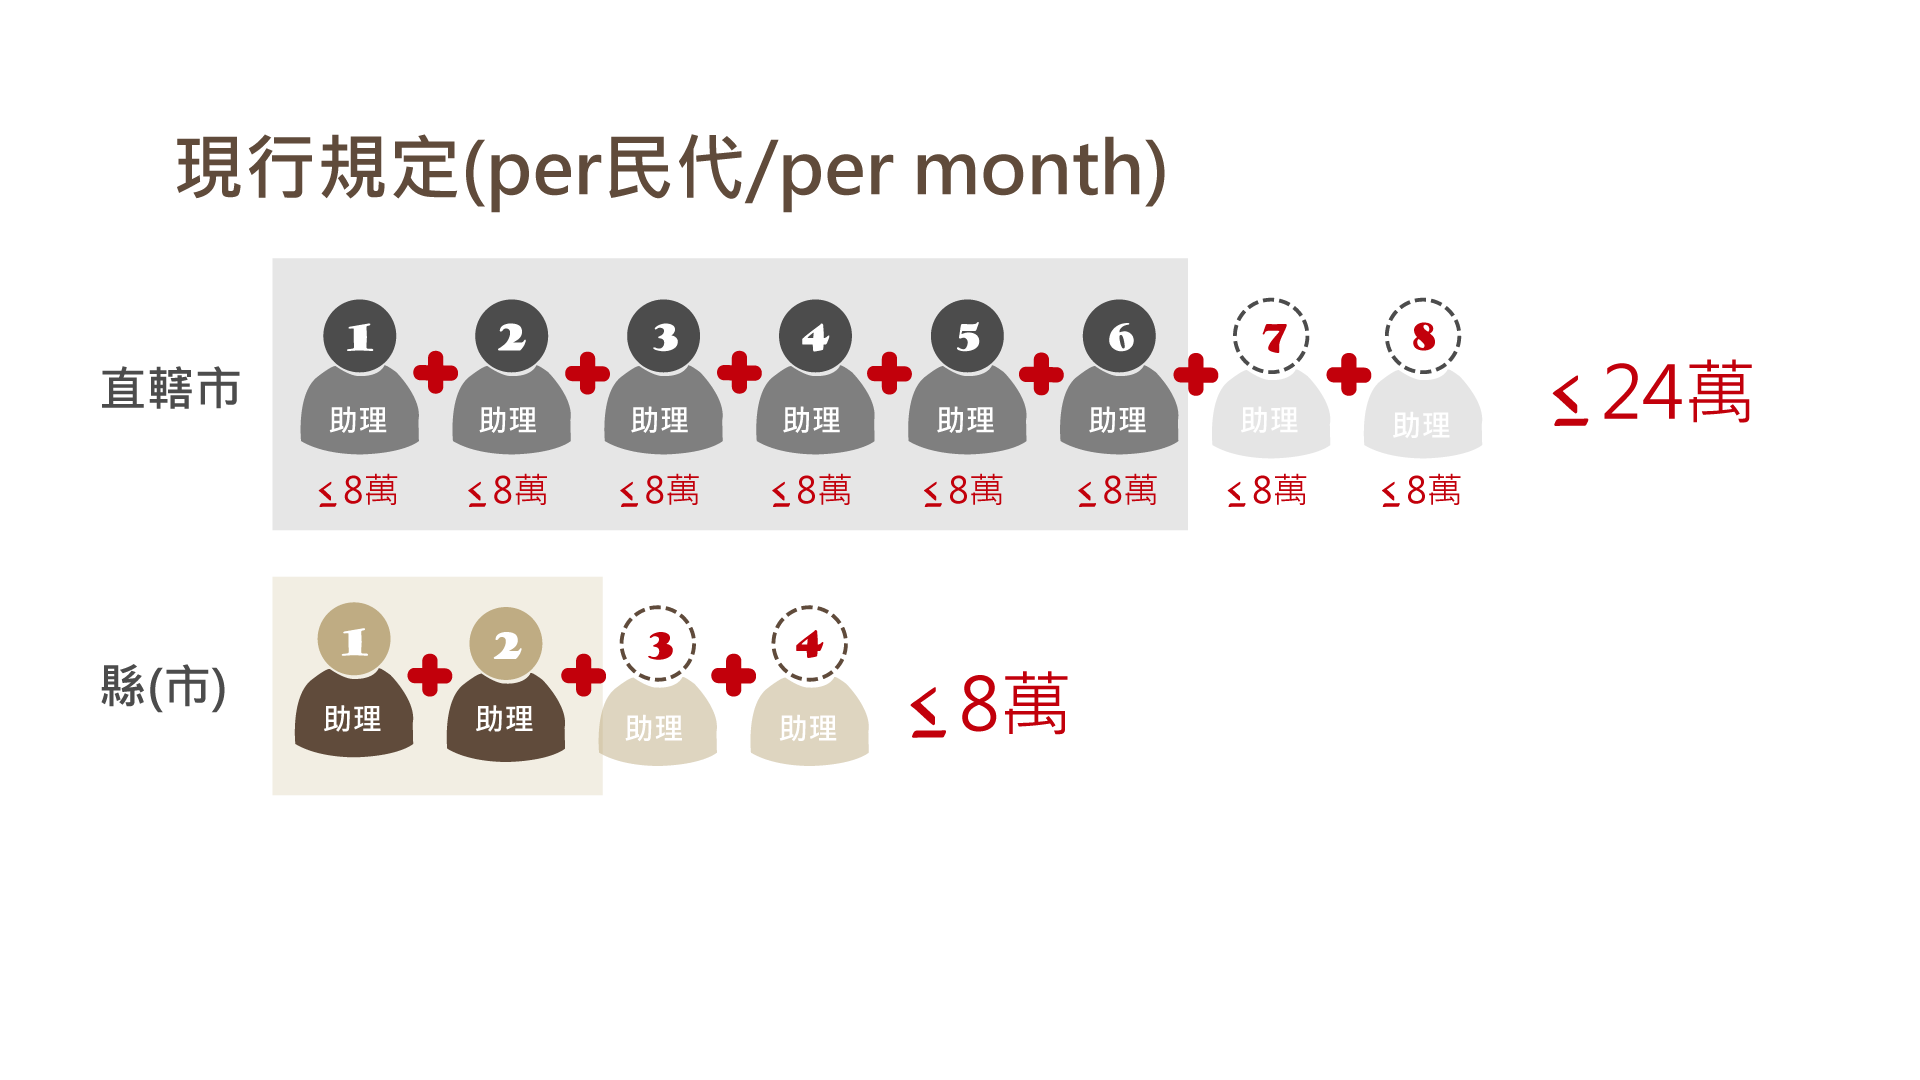 現行規定(per民代/per month)
1 2 3 4 5 6 7 8
直轄市
助理 助理 助理 助理 助理 助理 助理 助理
≤ 24萬
≤ 8萬 ≤ 8萬 ≤ 8萬 ≤ 8萬 ≤ 8萬 ≤ 8萬 ≤ 8萬 ≤ 8萬
1 2 3 4
縣(市)
助理 助理 助理 助理
≤ 8萬